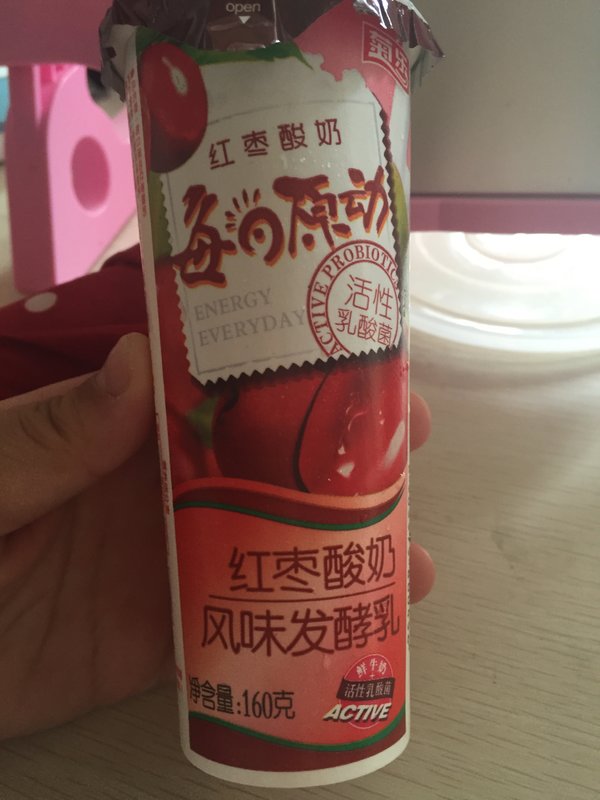 open
菊乐
红枣酸奶
每日原动
ENERGY
EVERYDAY
ACTIVE PROBIOTICS
活性
乳酸菌
红枣酸奶
风味发酵乳
净含量:160克
鲜牛奶
+
活性乳酸菌
ACTIVE